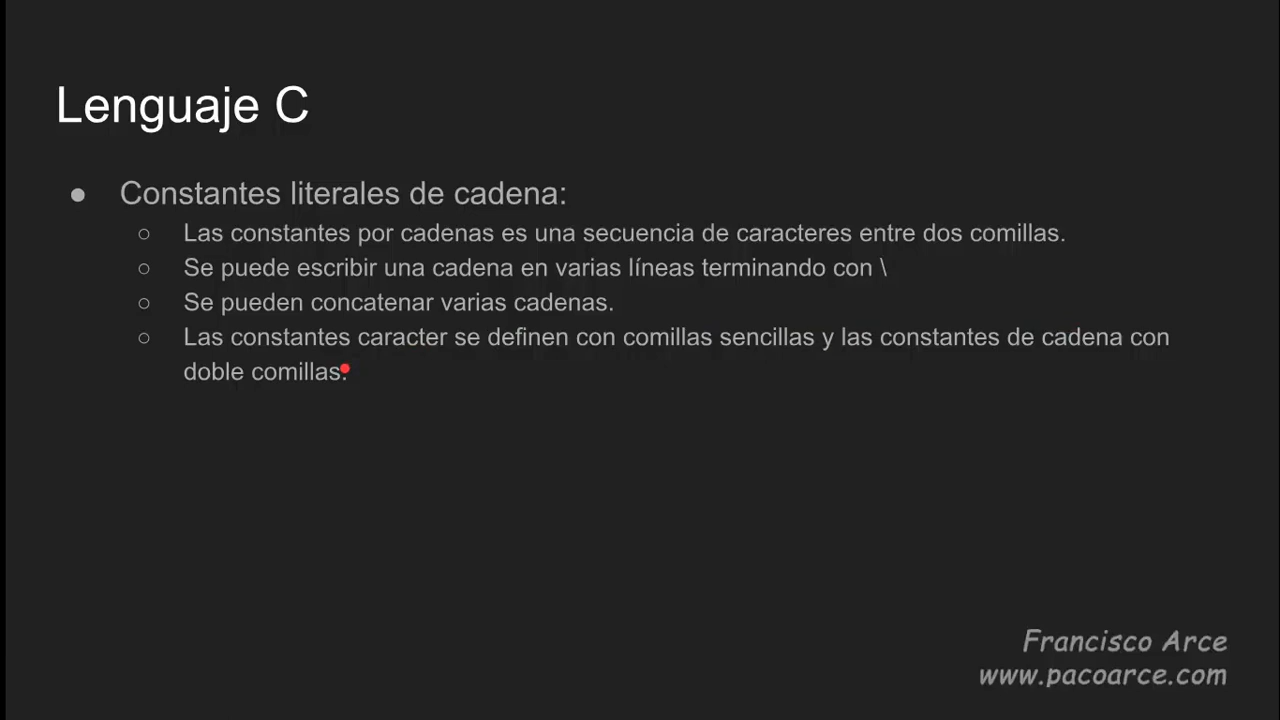 Lenguaje C
● Constantes literales de cadena:
○ Las constantes por cadenas es una secuencia de caracteres entre dos comillas.
○ Se puede escribir una cadena en varias líneas terminando con \
○ Se pueden concatenar varias cadenas.
○ Las constantes caracter se definen con comillas sencillas y las constantes de cadena con
doble comillas.
Francisco Arce
www.pacoarce.com